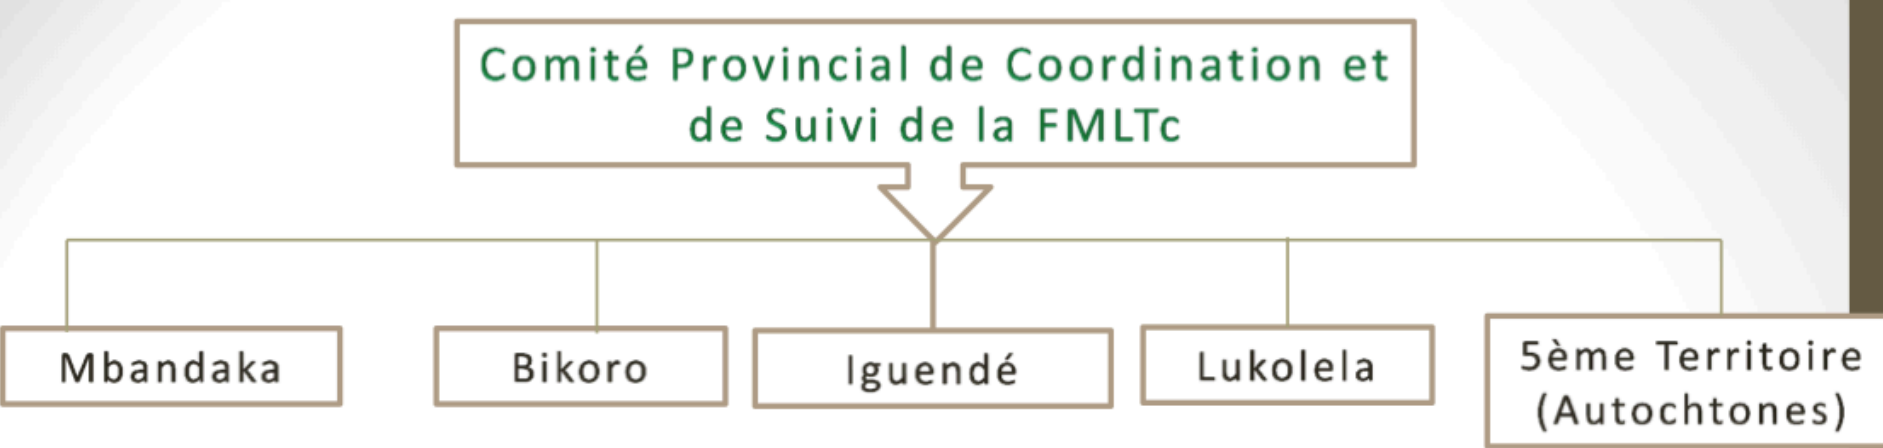 Comité Provincial de Coordination et
de Suivi de la FMLTc
Mbandaka
Bikoro
Iguendé
Lukolela
5ème Territoire
(Autochtones)